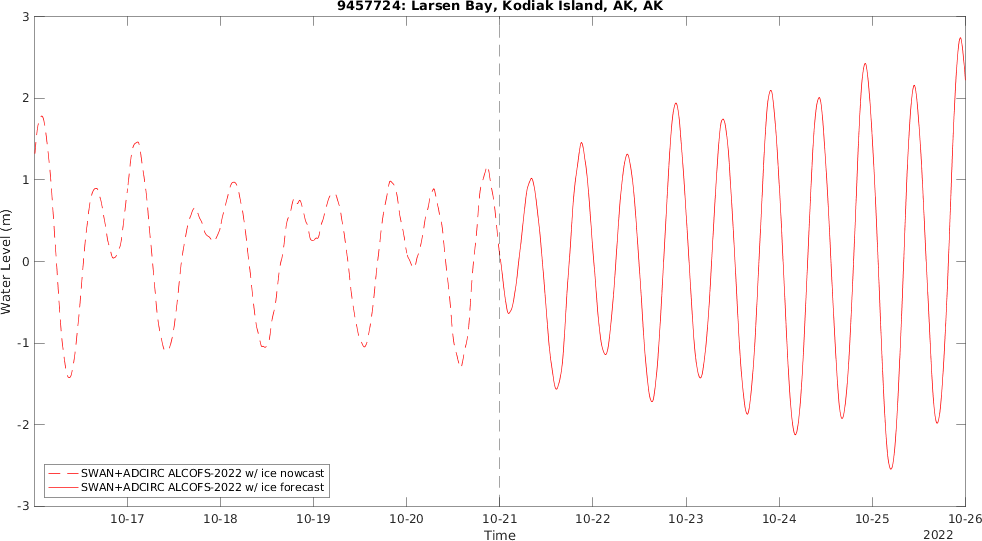 9457724: Larsen Bay, Kodiak Island, AK, AK
3
2
1
0
-1
-2
-3
Water Level (m)
SWAN+ADCIRC ALCOFS-2022 w/ ice nowcast
SWAN+ADCIRC ALCOFS-2022 w/ ice forecast
10-17 10-18 10-19 10-20 10-21 10-22 10-23 10-24 10-25 10-26
Time
2022